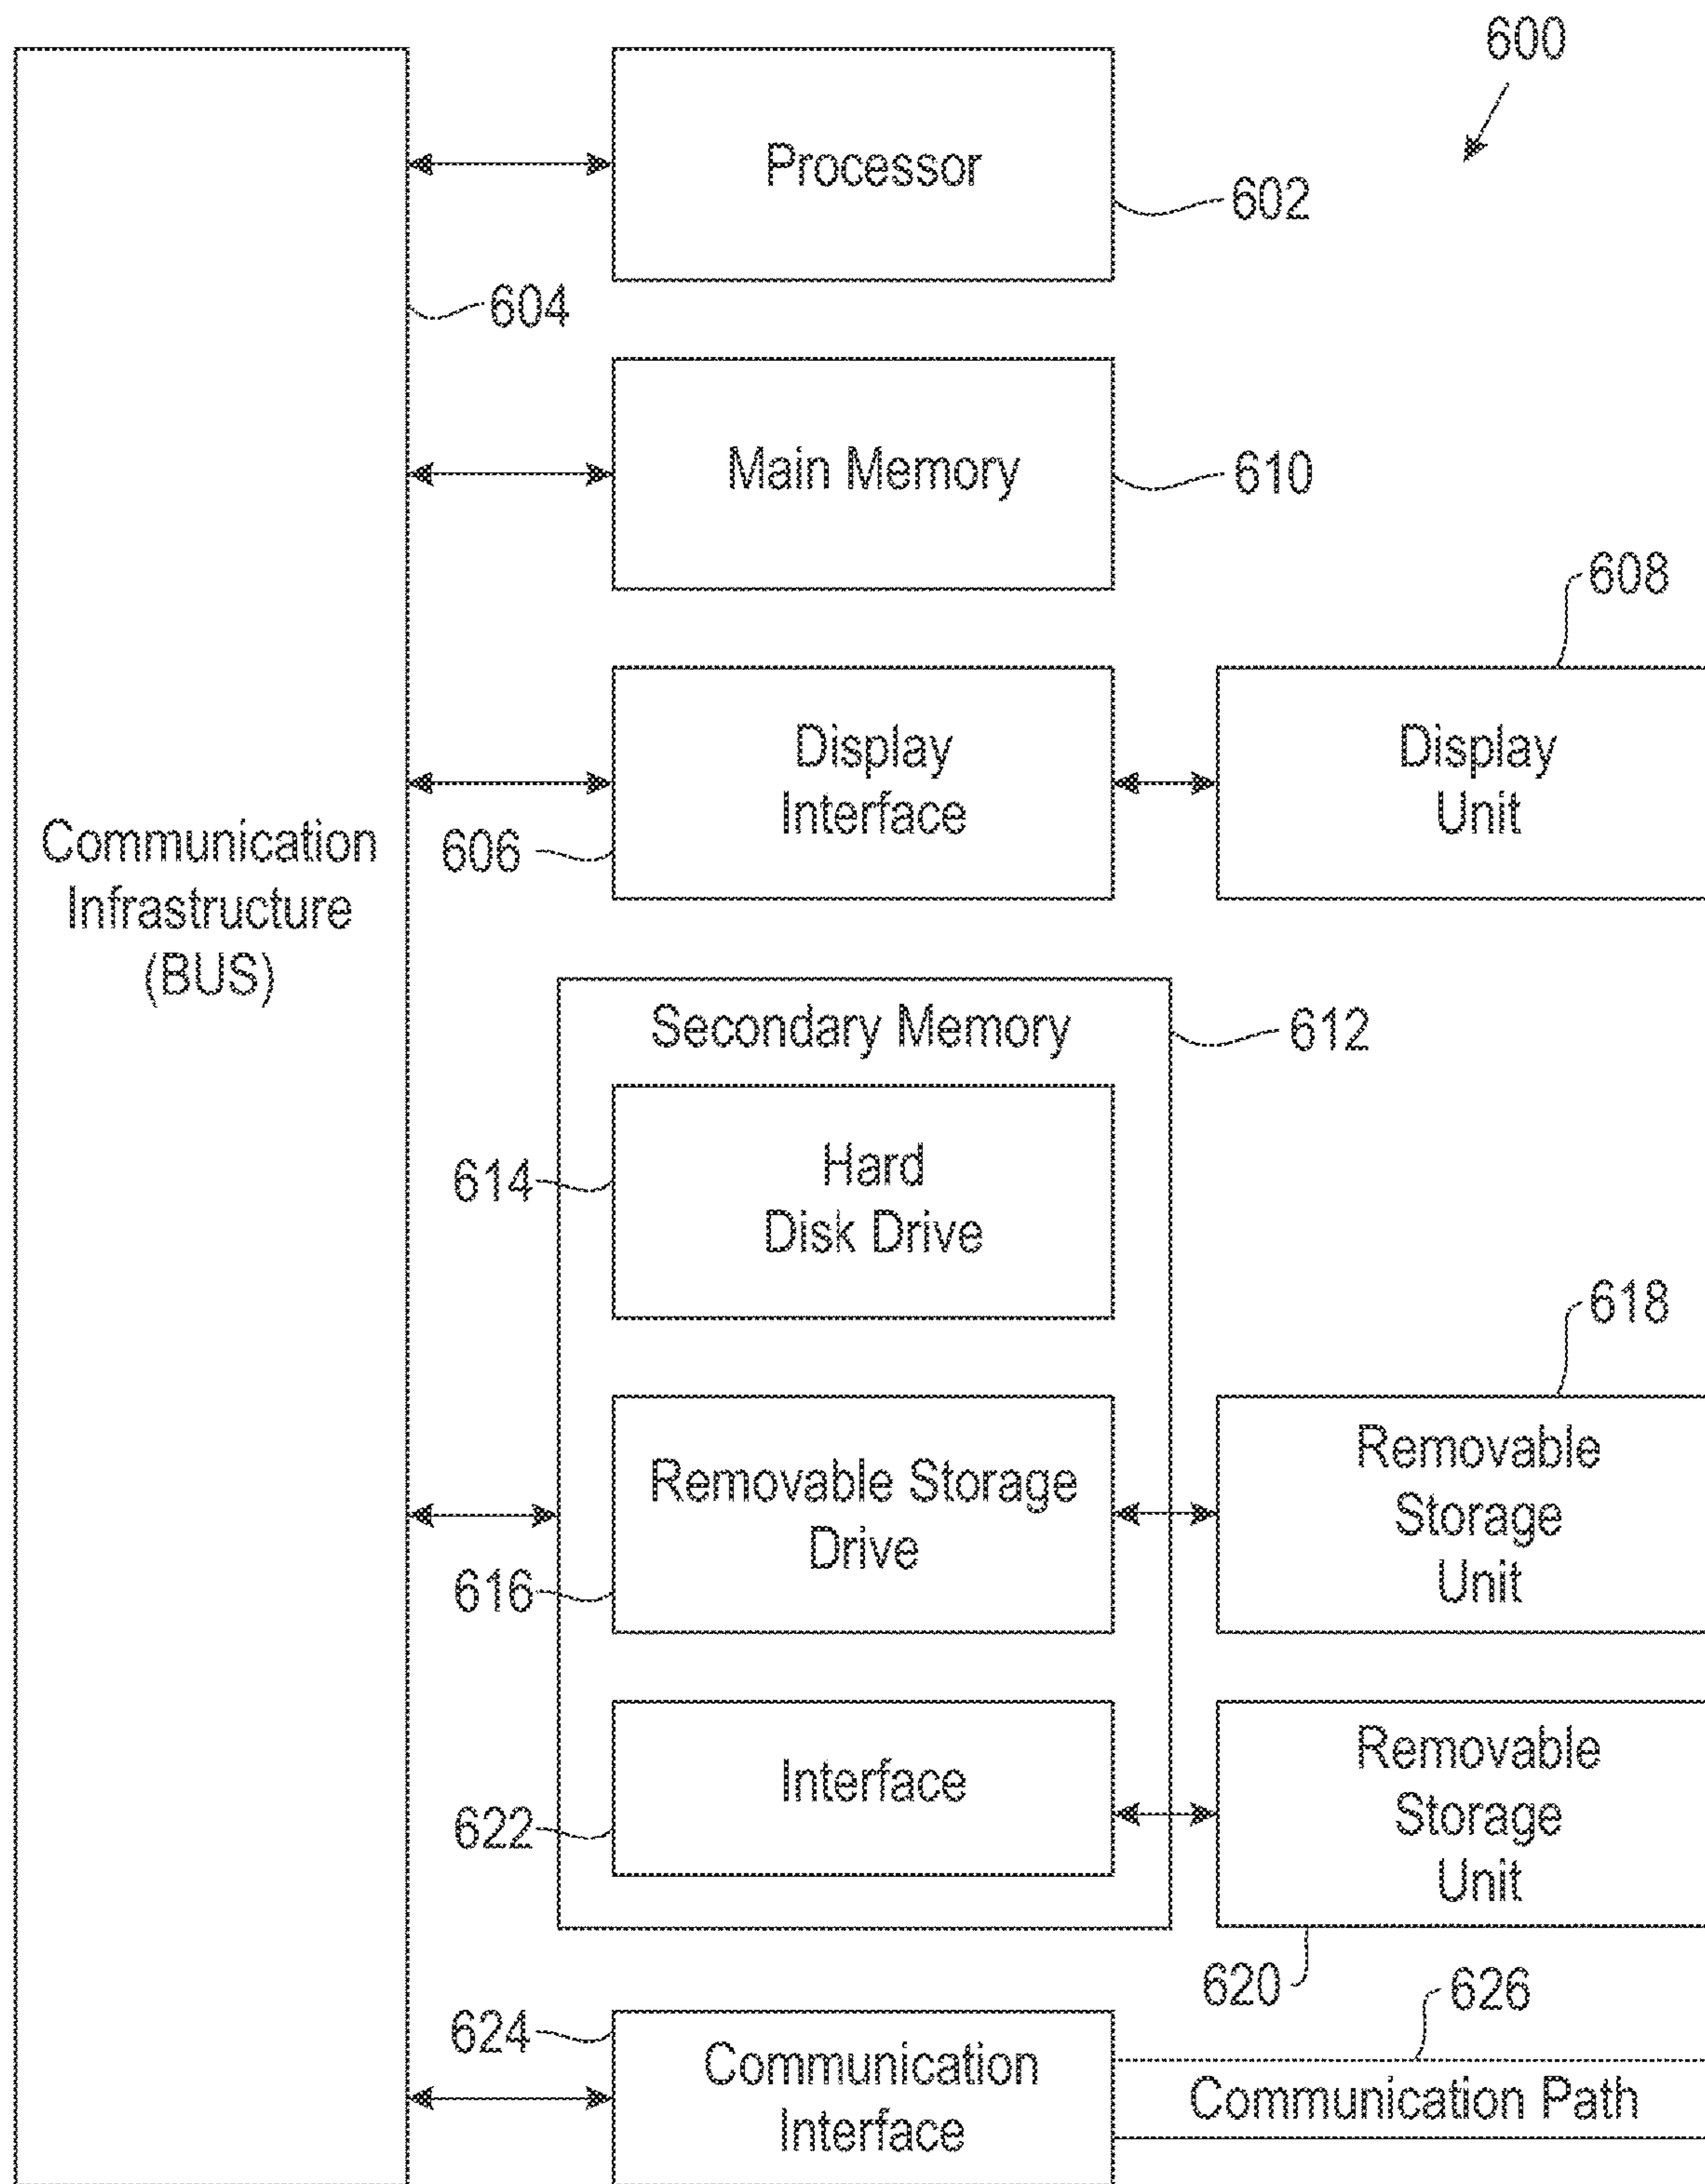 600
Processor
602
604
Main Memory
610
608
Display
Interface
606
Display
Unit
Communication
Infrastructure
(BUS)
Secondary Memory
612
Hard
Disk Drive
614
618
Removable Storage
Drive
616
Removable
Storage
Unit
Interface
622
Removable
Storage
Unit
620
626
624
Communication
Interface
Communication Path